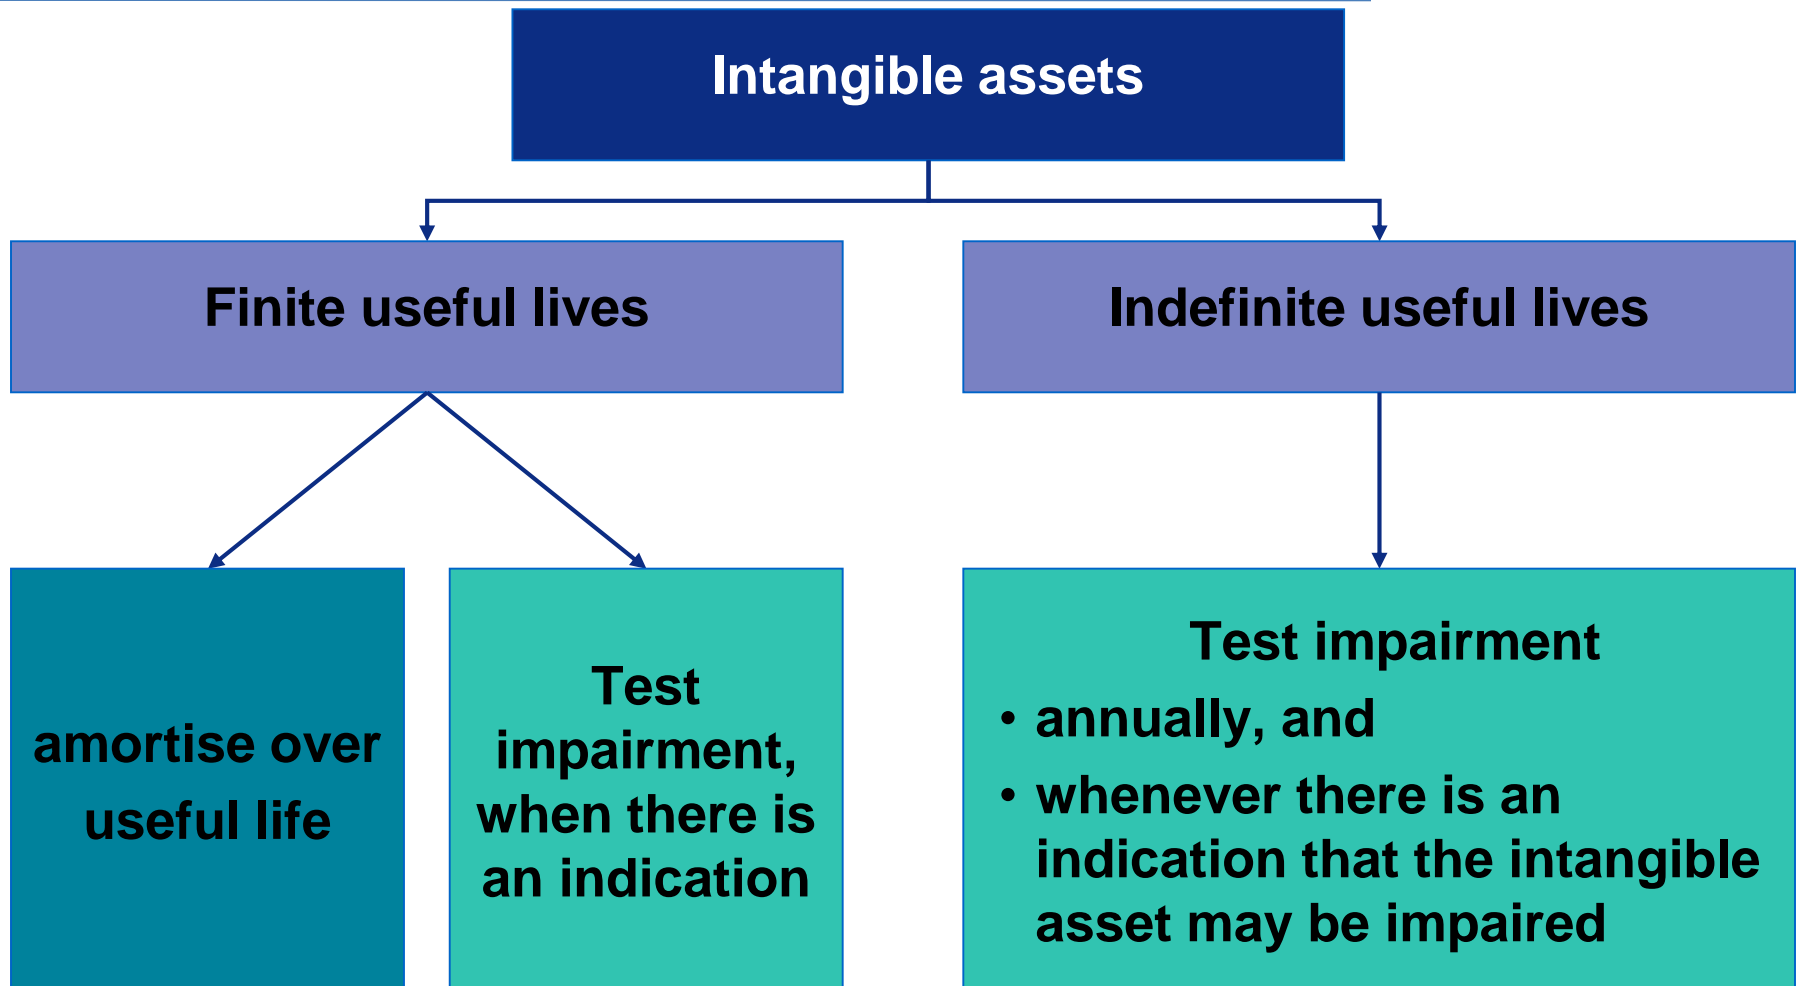 Intangible assets
Finite useful lives
Indefinite useful lives
amortise over
useful life
Test
impairment,
when there is
an indication
Test impairment
• annually, and
• whenever there is an
indication that the intangible
asset may be impaired